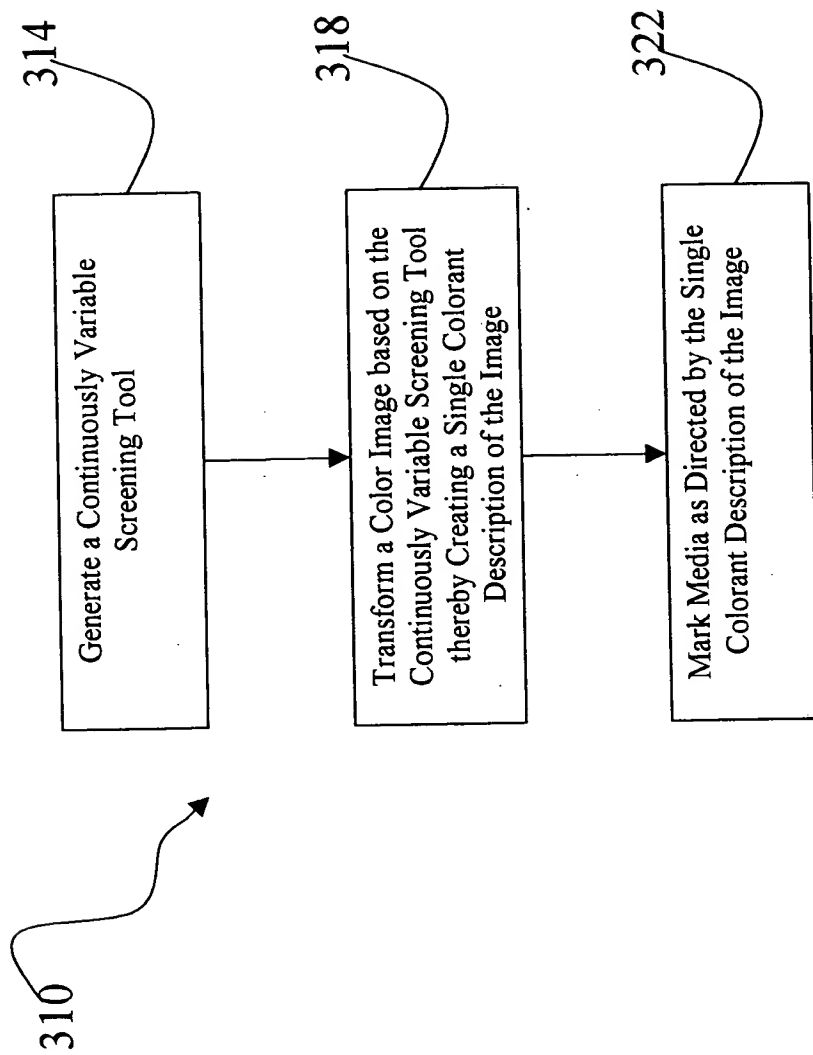 310
314
Generate a Continuously Variable
Screening Tool
318
Transform a Color Image based on the
Continuously Variable Screening Tool
thereby Creating a Single Colorant
Description of the Image
322
Mark Media as Directed by the Single
Colorant Description of the Image